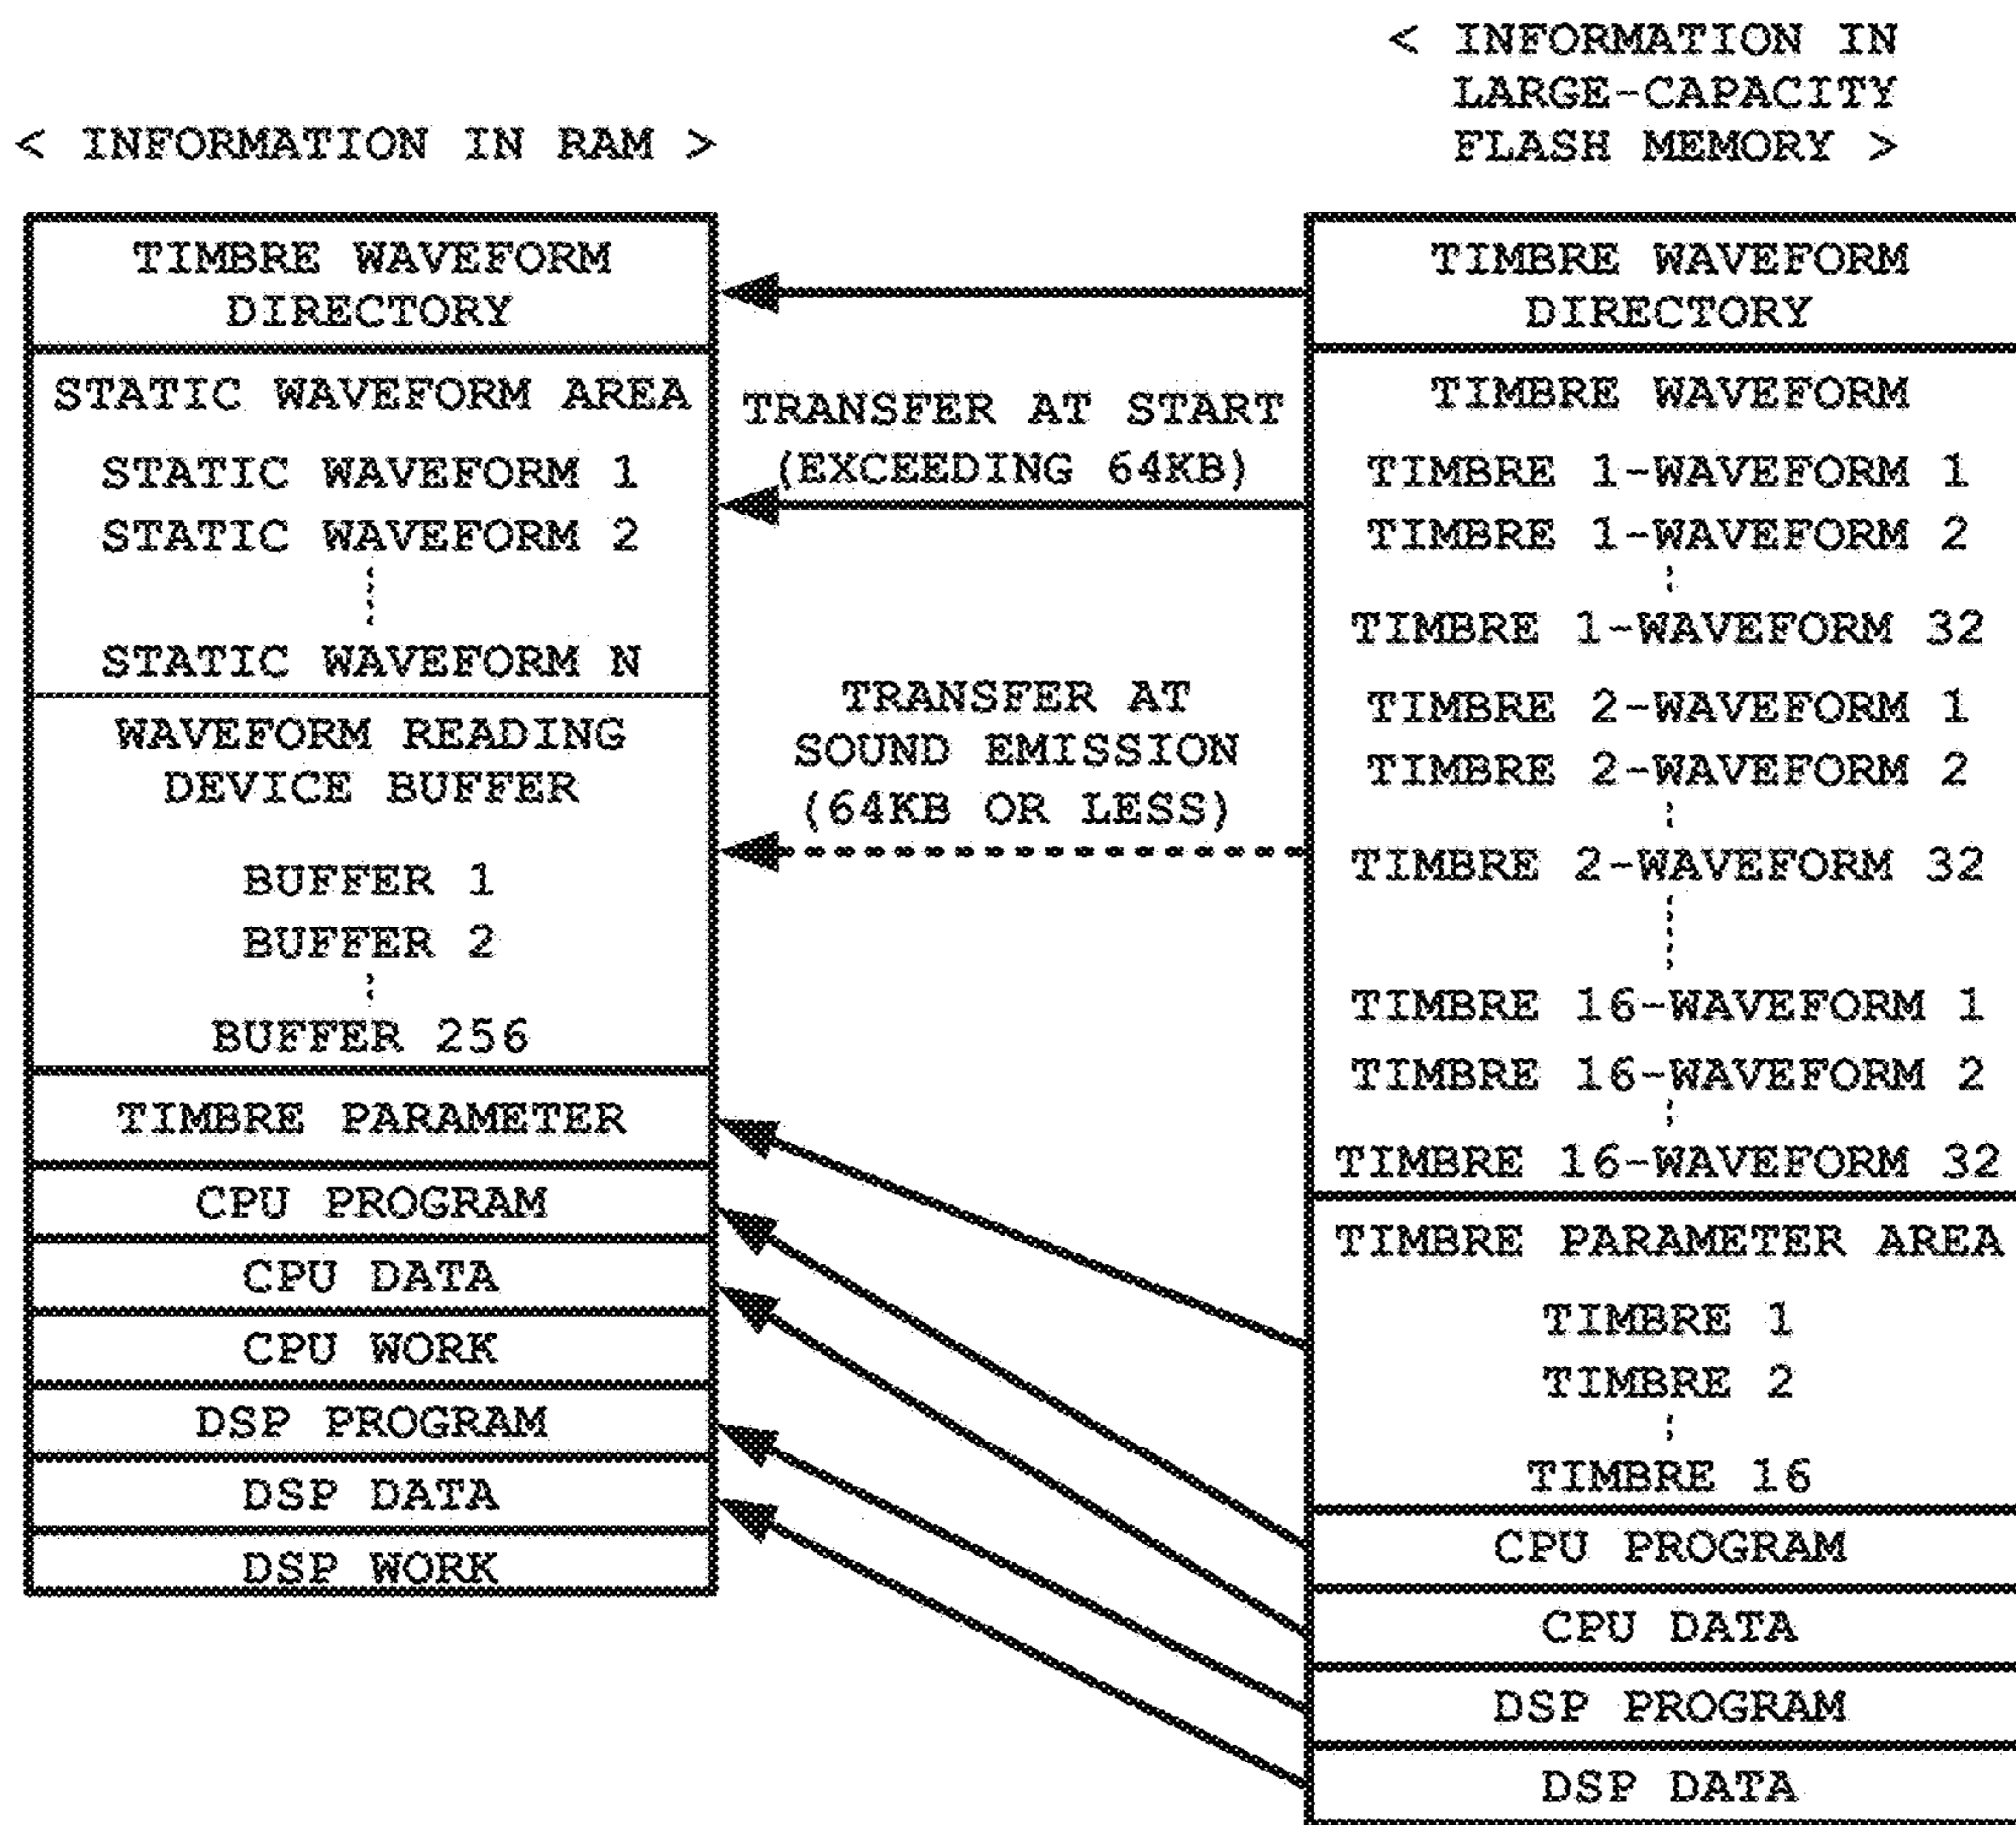 < INFORMATION IN RAM >
TIMBRE WAVEFORM
DIRECTORY
STATIC WAVEFORM AREA
STATIC WAVEFORM 1
STATIC WAVEFORM 2
STATIC WAVEFORM N
WAVEFORM READING
DEVICE BUFFER
BUFFER 1
BUFFER 2
BUFFER 256
TIMBRE PARAMETER
CPU PROGRAM
CPU DATA
CPU WORK
DSP PROGRAM
DSP DATA
DSP WORK
TRANSFER AT START
(EXCEEDING 64KB)
TRANSFER AT
SOUND EMISSION
(64KB OR LESS)
< INFORMATION IN
LARGE-CAPACITY
FLASH MEMORY >
TIMBRE WAVEFORM
DIRECTORY
TIMBRE WAVEFORM
TIMBRE 1-WAVEFORM 1
TIMBRE 1-WAVEFORM 2
TIMBRE 1-WAVEFORM 32
TIMBRE 2-WAVEFORM 1
TIMBRE 2-WAVEFORM 2
TIMBRE 2-WAVEFORM 32
TIMBRE 16-WAVEFORM 1
TIMBRE 16-WAVEFORM 2
TIMBRE 16-WAVEFORM 32
TIMBRE PARAMETER AREA
TIMBRE 1
TIMBRE 2
TIMBRE 16
CPU PROGRAM
CPU DATA
DSP PROGRAM
DSP DATA